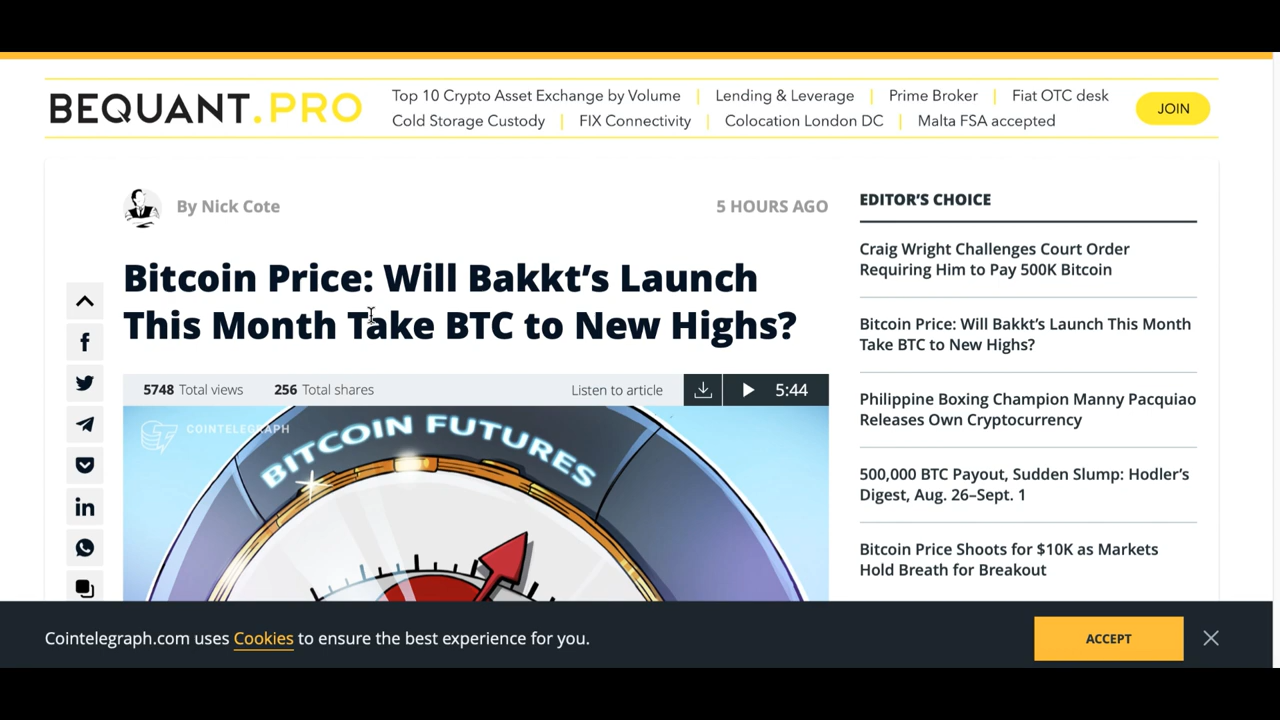 BEQUANT.PRO
Top 10 Crypto Asset Exchange by Volume | Lending & Leverage | Prime Broker | Fiat OTC desk
Cold Storage Custody | FIX Connectivity | Colocation London DC | Malta FSA accepted
JOIN
By Nick Cote
5 HOURS AGO
Bitcoin Price: Will Bakkt's Launch
This Month Take BTC to New Highs?
5748 Total views 256 Total shares
Listen to article
5:44
COINTELEGRAPH
BITCOIN FUTURES
EDITOR'S CHOICE
Craig Wright Challenges Court Order
Requiring Him to Pay 500K Bitcoin
Bitcoin Price: Will Bakkt's Launch This Month
Take BTC to New Highs?
Philippine Boxing Champion Manny Pacquiao
Releases Own Cryptocurrency
500,000 BTC Payout, Sudden Slump: Hodler's
Digest, Aug. 26–Sept. 1
Bitcoin Price Shoots for $10K as Markets
Hold Breath for Breakout
Cointelegraph.com uses Cookies to ensure the best experience for you.
ACCEPT